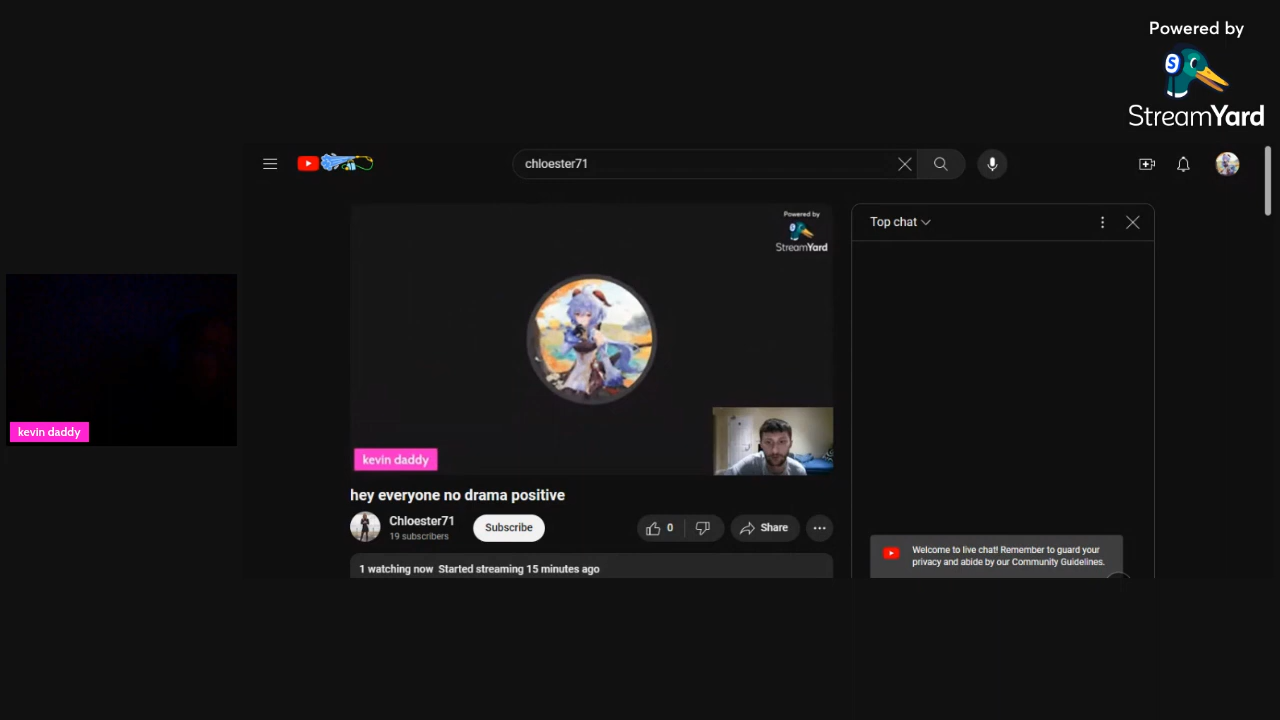 Powered by
StreamYard
chloester71
Powered by
StreamYard
Top chat
kevin daddy
kevin daddy
hey everyone no drama positive
Chloester71
19 subscribers
Subscribe
0
Share
1 watching now Started streaming 15 minutes ago
Welcome to live chat! Remember to guard your
privacy and abide by our Community Guidelines.